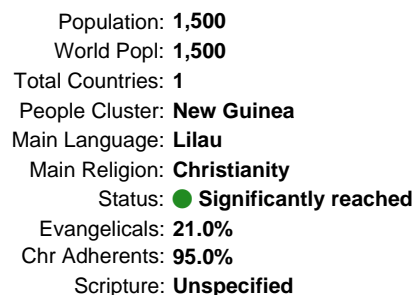 Population: 1,500
World Popl: 1,500
Total Countries: 1
People Cluster: New Guinea
Main Language: Lilau
Main Religion: Christianity
Status: Significantly reached
Evangelicals: 21.0%
Chr Adherents: 95.0%
Scripture: Unspecified